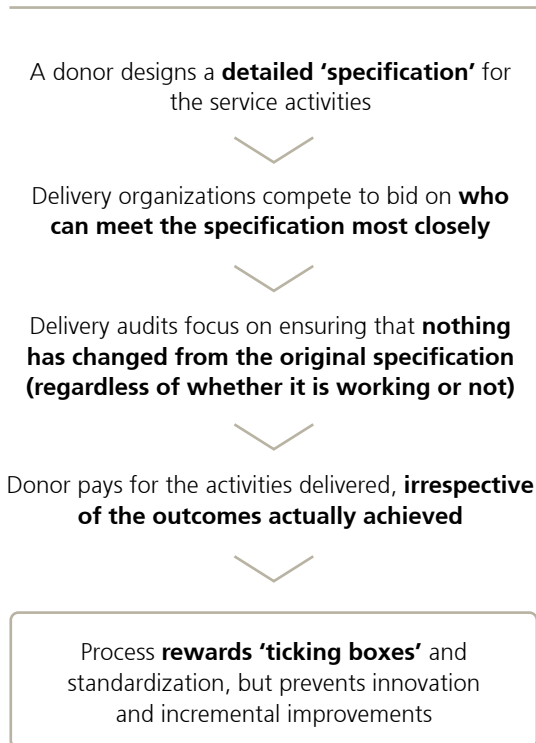 A donor designs a detailed ‘specification’ for
the service activities
Delivery organizations compete to bid on who
can meet the specification most closely
Delivery audits focus on ensuring that nothing
has changed from the original specification
(regardless of whether it is working or not)
Donor pays for the activities delivered, irrespective
of the outcomes actually achieved
Process rewards ‘ticking boxes’ and
standardization, but prevents innovation
and incremental improvements